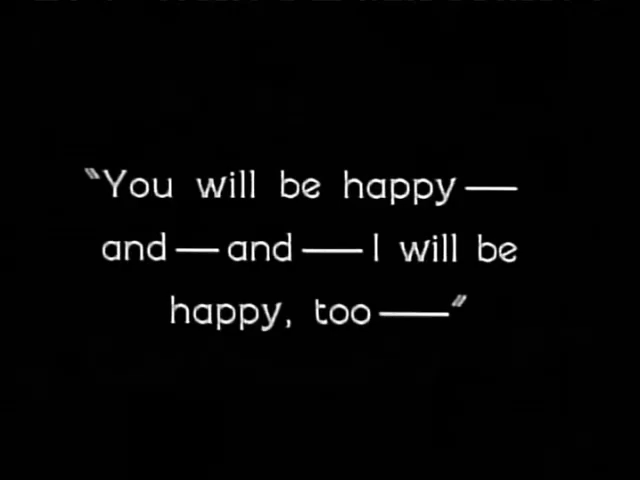 "You will be happy—
and—and—I will be
happy, too—"